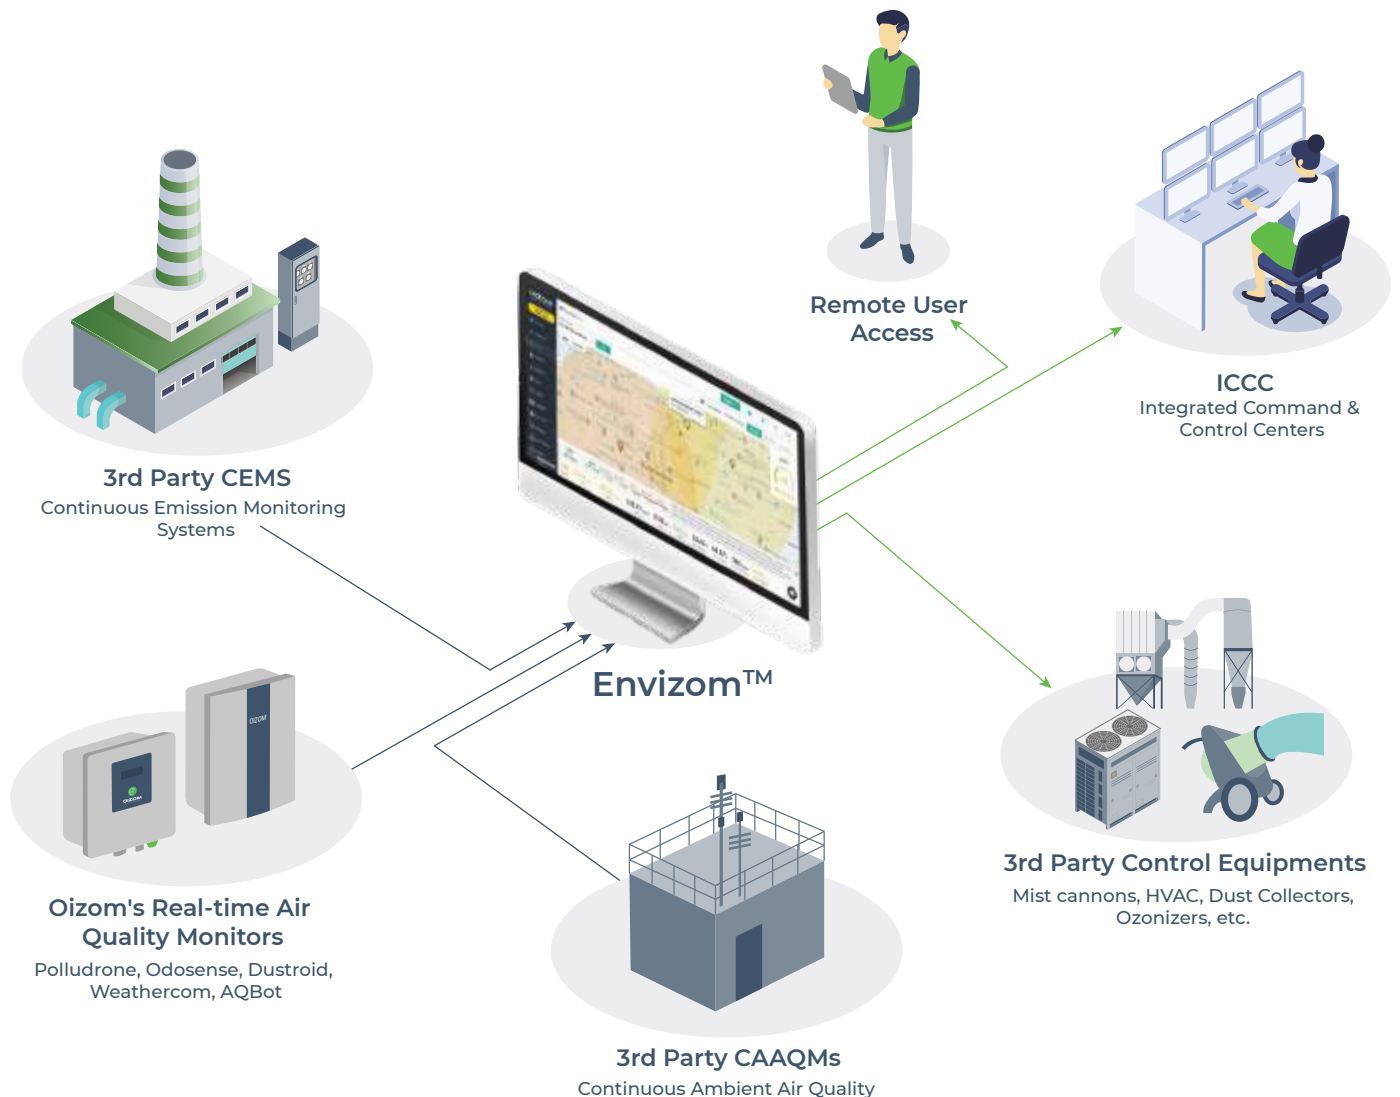 Remote User
Access
ICCC
Integrated Command &
Control Centers
3rd Party CEMS
Continuous Emission Monitoring
Systems
Envizom™
OIZOM
OIZOM
Oizom's Real-time Air
Quality Monitors
Polludrone, Odosense, Dustroid,
Weathercom, AQBot
3rd Party Control Equipments
Mist cannons, HVAC, Dust Collectors,
Ozonizers, etc.
3rd Party CAAQMs
Continuous Ambient Air Quality